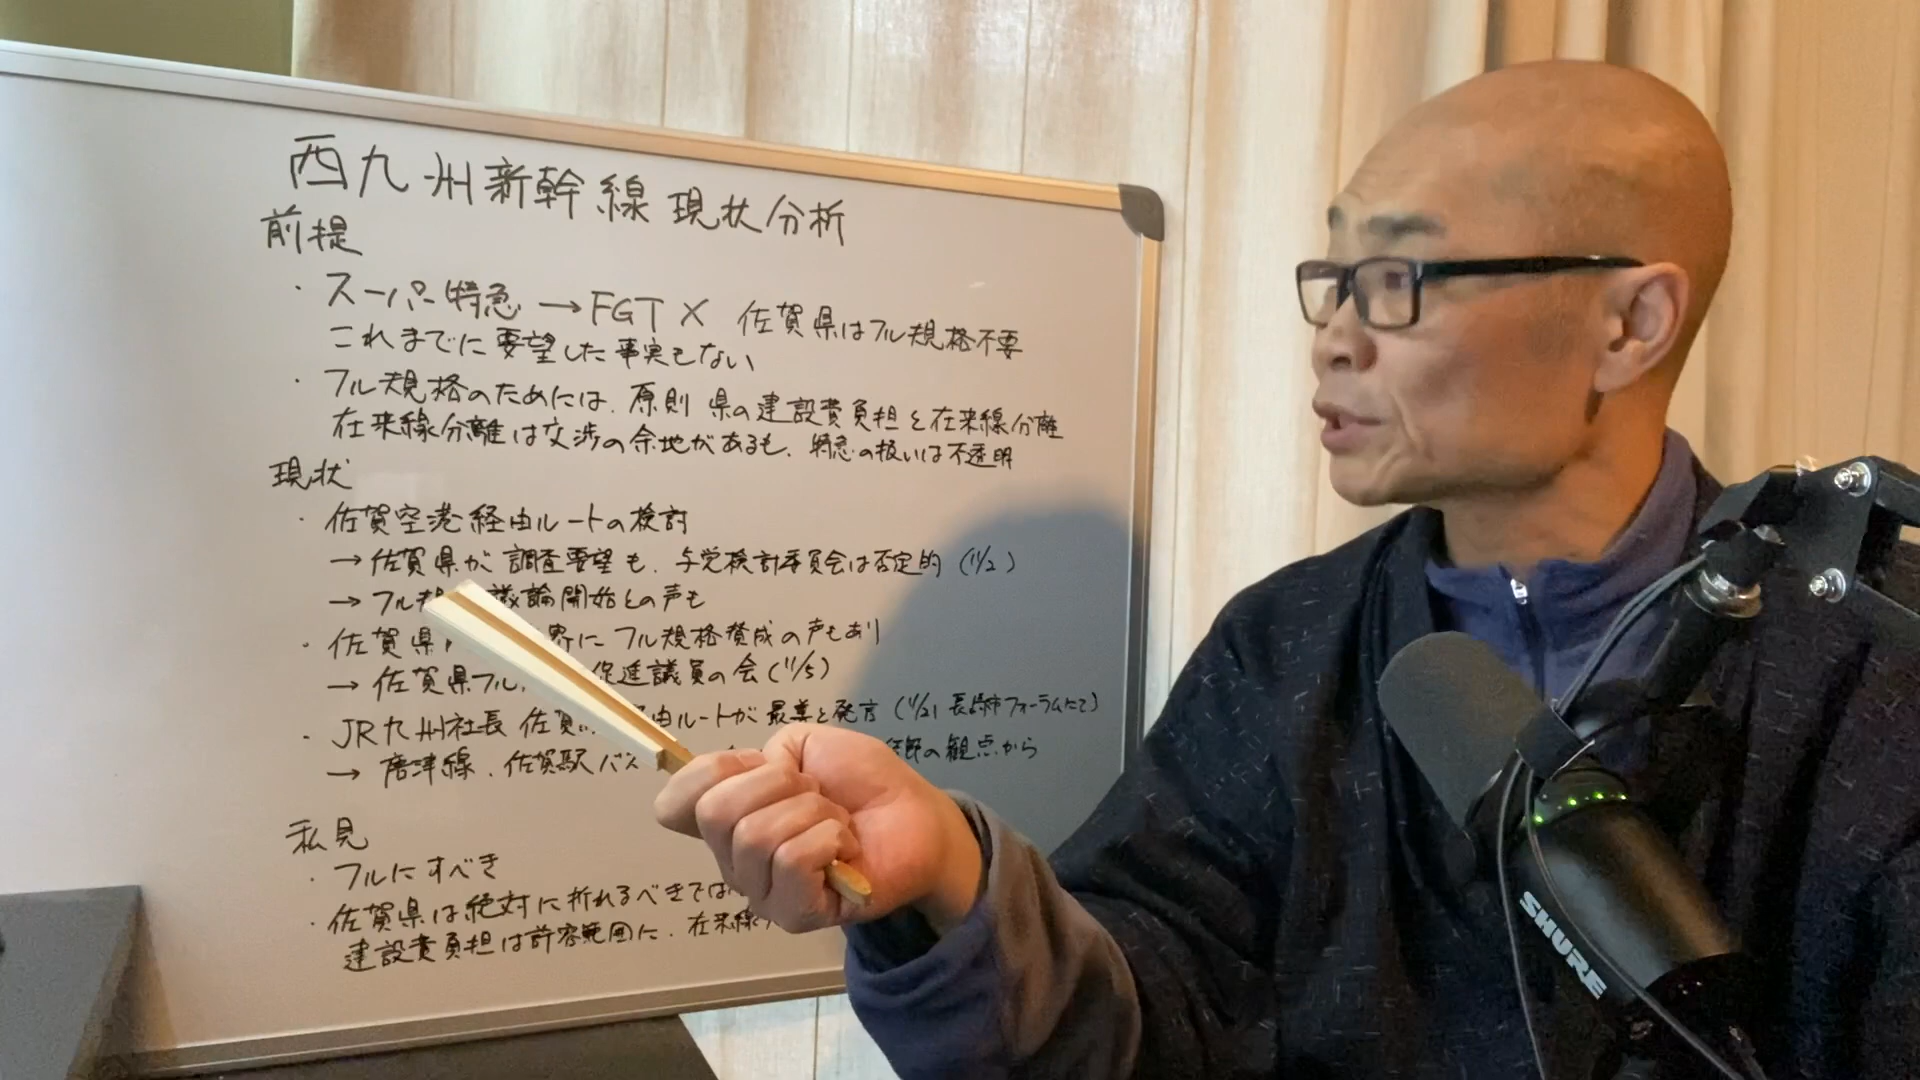 西九州新幹線 現状分析
前提
・スーパー特急 → FGT × 佐賀県はフル規格不要
これまでに要望した事実もない
・フル規格のためには、原則 県の建設費負担と在来線分離
在来線分離は交渉の余地があるも、特急の扱いは不透明
現状
・佐賀空港経由ルートの検討
→ 佐賀県が調査要望も、与党検討委員会は否定的 (11/2)
→ フル規 議論開始との声も
・佐賀県 界に フル規格賛成の声もあり
→ 佐賀県フル 促進議員の会 (11/5)
・JR九州社長 佐賀 由ルートが最善と発言 (11/21 長崎市フォーラムにて)
→ 唐津線、佐賀駅バス の観点から
私見
・フルにすべき
・佐賀県は絶対に折れるべきでは
建設費負担は許容範囲に、在来線
SHURE